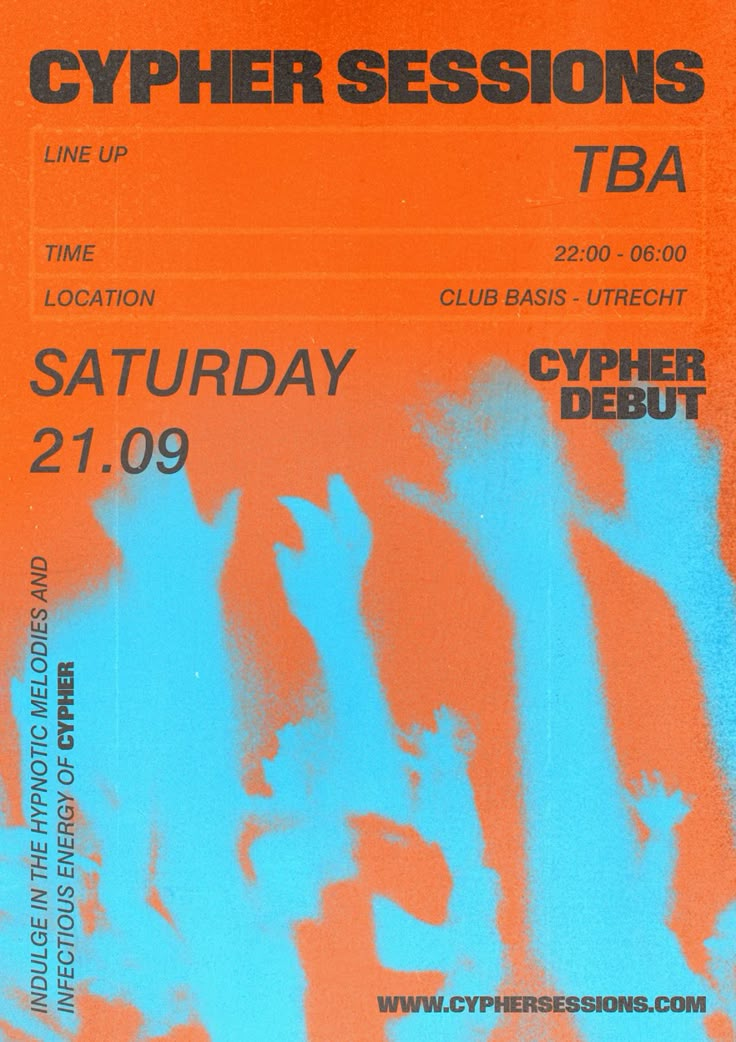 CYPHER SESSIONS
LINE UP
TBA
TIME
22:00 - 06:00
LOCATION
CLUB BASIS - UTRECHT
SATURDAY
21.09
CYPHER
DEBUT
INDULGE IN THE HYPNOTIC MELODIES AND
INFECTIOUS ENERGY OF CYPHER
WWW.CYPHERSESSIONS.COM